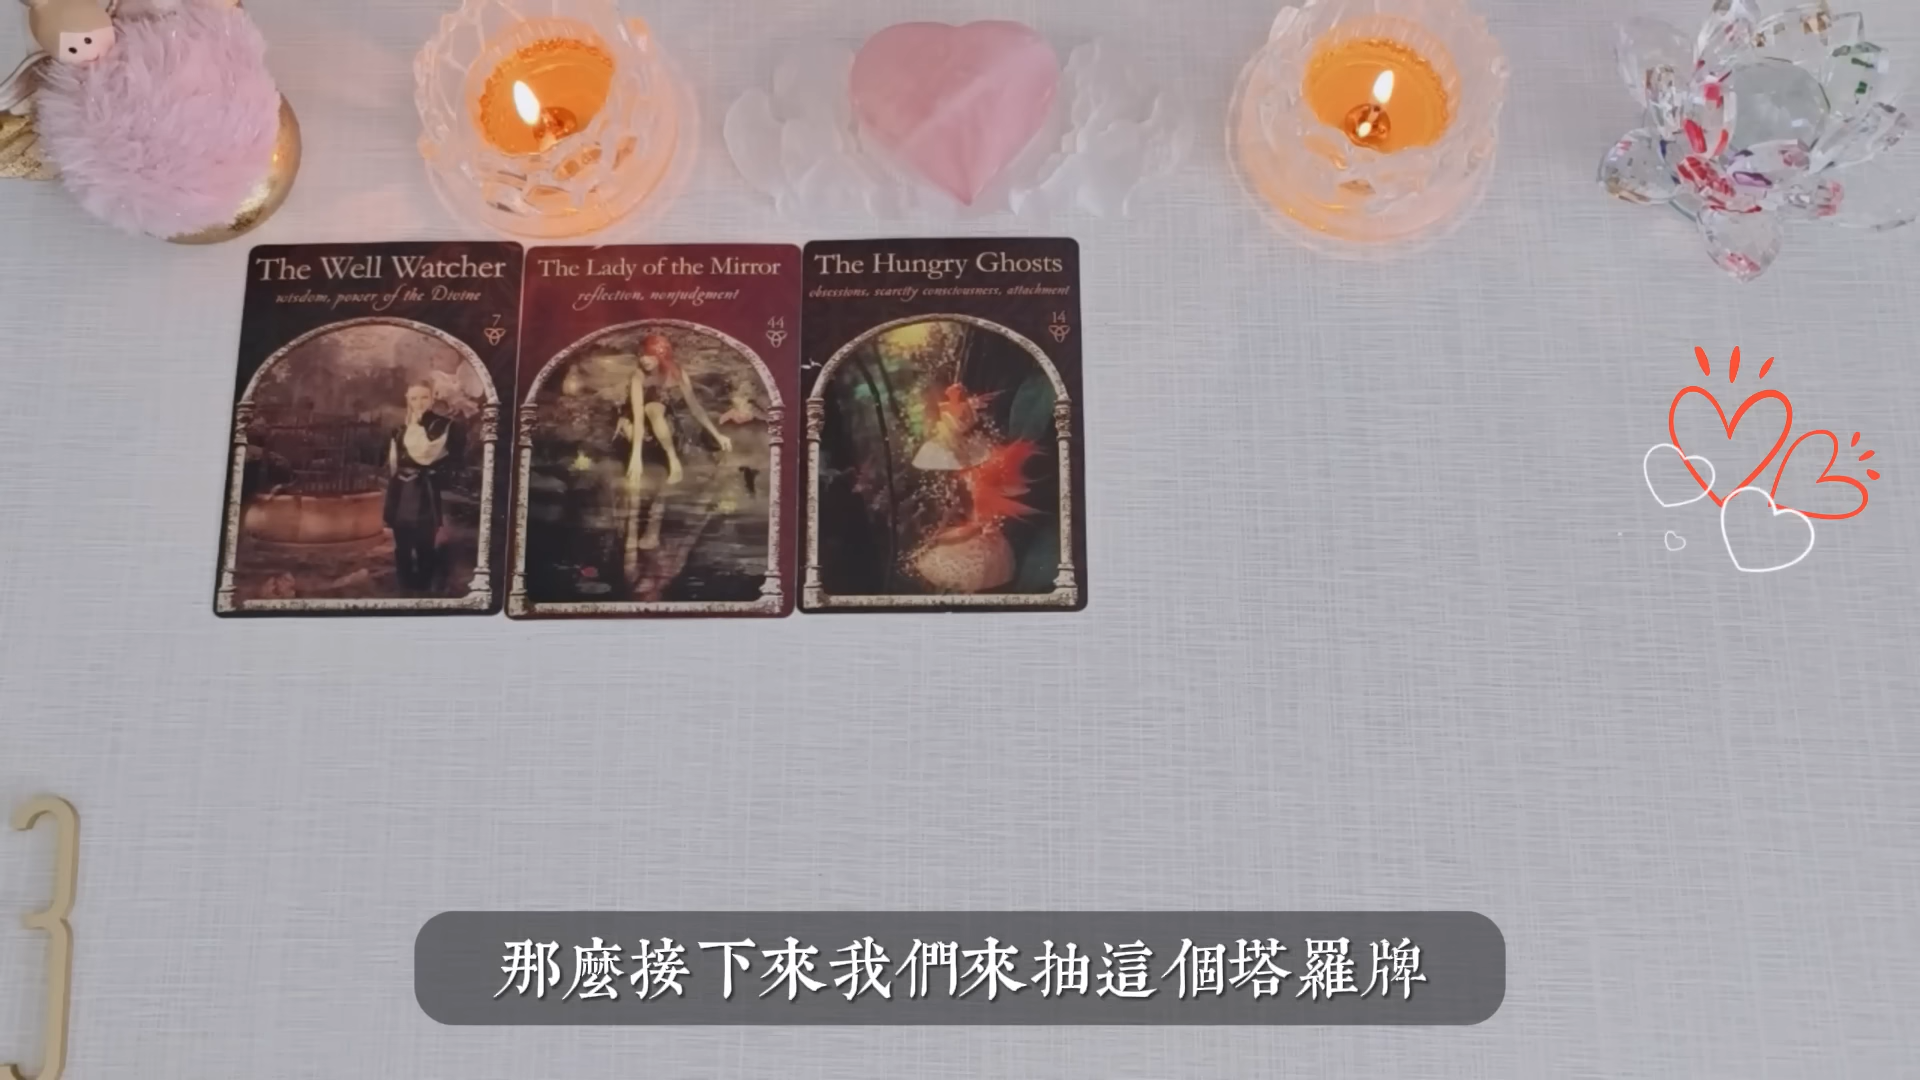 The Well Watcher
wisdom, power of the Divine
7
The Lady of the Mirror
reflection, nonjudgment
44
The Hungry Ghosts
obsessions, scarcity consciousness, attachment
14
3
那麼接下來我們來抽這個塔羅牌